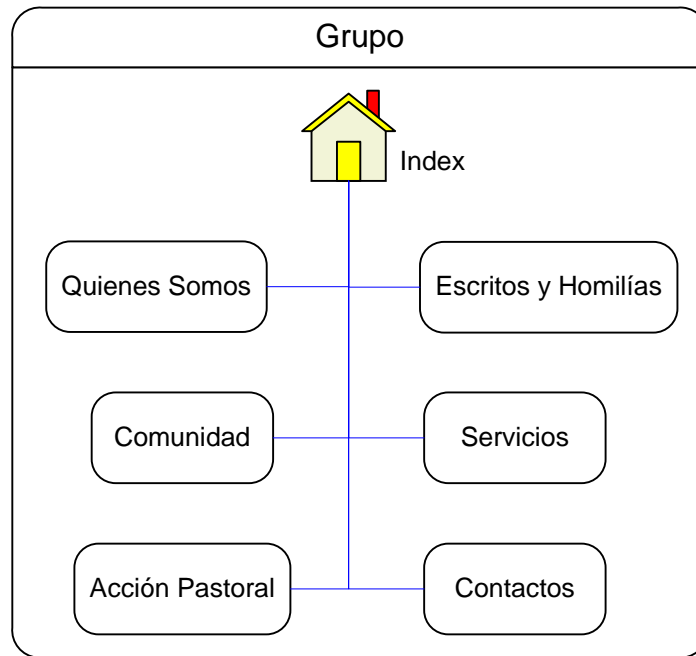 Grupo
Index
Quienes Somos
Escritos y Homilías
Comunidad
Servicios
Acción Pastoral
Contactos